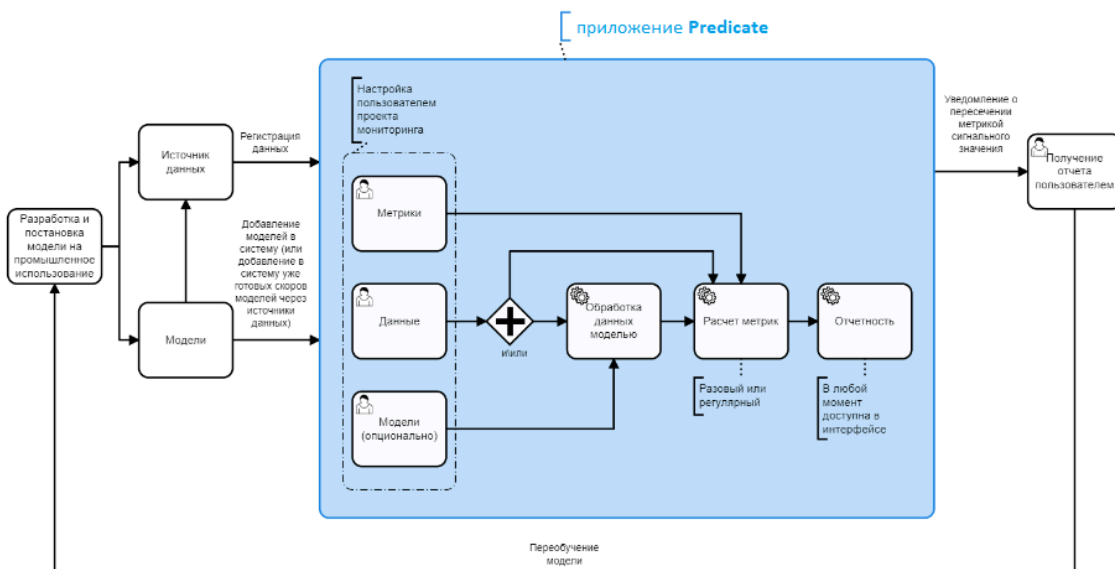 приложение Predicate
Настройка
пользователем
проекта
мониторинга
Уведомление о
пересечении
метрикой
сигнального
значения
Регистрация
данных
Источник
данных
Получение
отчета
пользователем
Метрики
Разработка и
постановка
модели на
промышленное
использование
Добавление
моделей в
систему (или
добавление в
систему уже
готовых скоров
моделей через
источники
данных)
Модели
Данные
и\или
Обработка
данных
моделью
Расчет метрик
Отчетность
Разовый или
регулярный
В любой
момент
доступна в
интерфейсе
Модели
(опционально)
Переобучение
модели